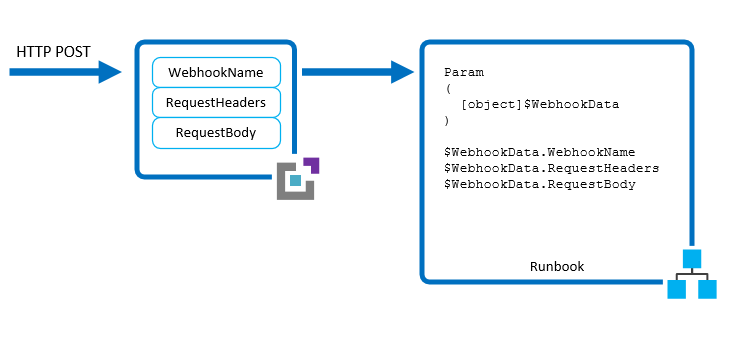 HTTP POST
WebhookName
RequestHeaders
RequestBody
Param
(
[object]$WebhookData
)
$WebhookData.WebhookName
$WebhookData.RequestHeaders
$WebhookData.RequestBody
Runbook